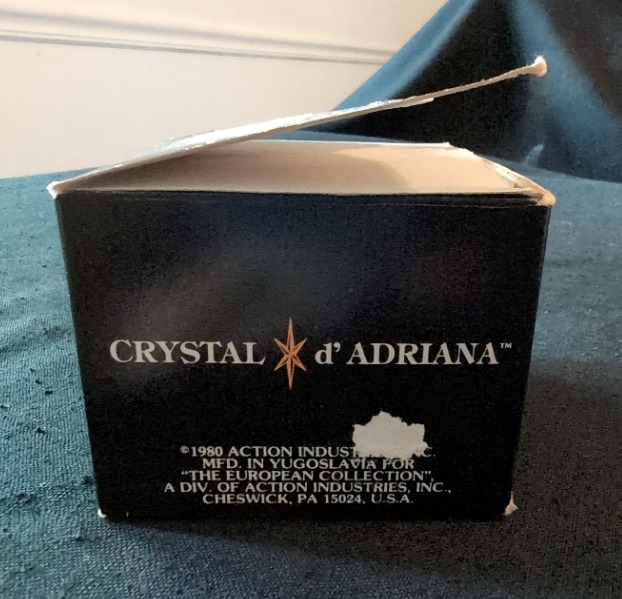 CRYSTAL d' ADRIANA™
©1980 ACTION INDUST C.
MFD. IN YUGOSLAVIA FOR
"THE EUROPEAN COLLECTION",
A DIV. OF ACTION INDUSTRIES, INC.,
CHESWICK, PA 15024, U.S.A.